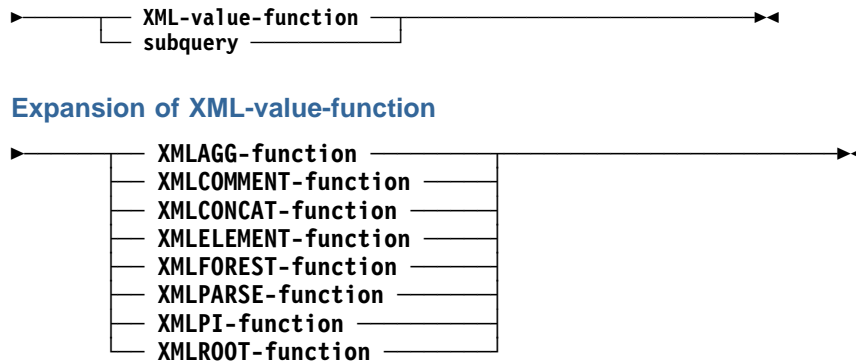 XML-value-function
subquery
Expansion of XML-value-function
XMLAGG-function
XMLCOMMENT-function
XMLCONCAT-function
XMLELEMENT-function
XMLFOREST-function
XMLPARSE-function
XMLPI-function
XMLROOT-function